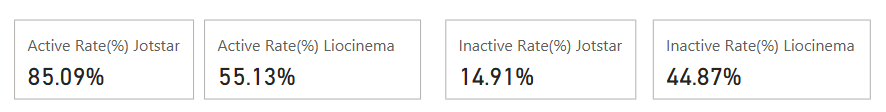 Active Rate(%) Jotstar
85.09%
Active Rate(%) Liocinema
55.13%
Inactive Rate(%) Jotstar
14.91%
Inactive Rate(%) Liocinema
44.87%